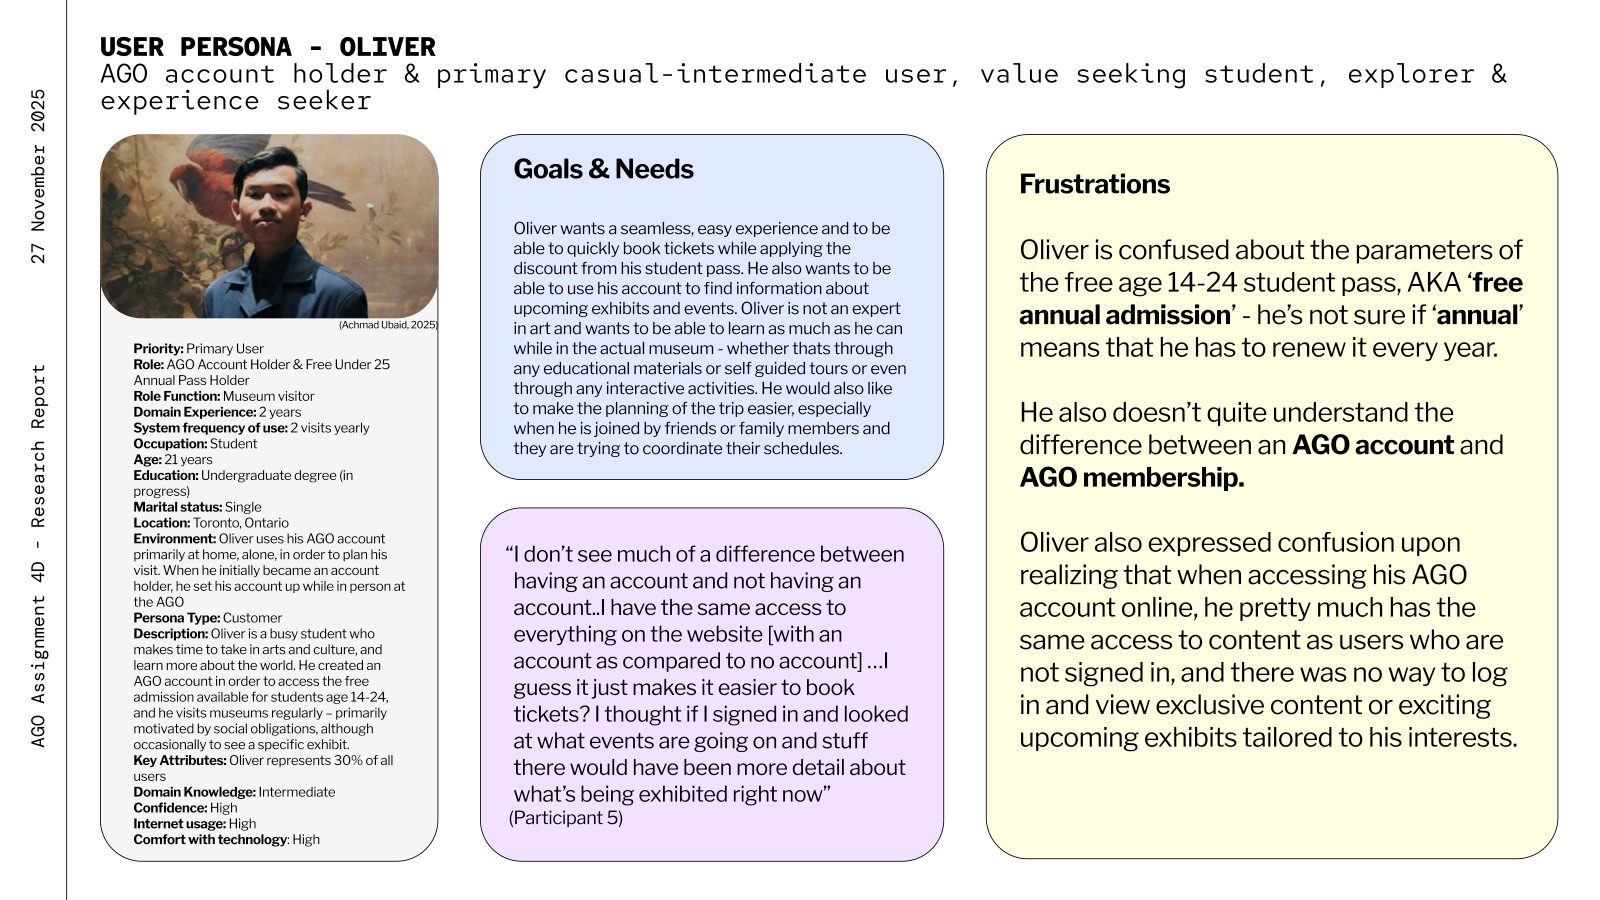 27 November 2025
AGO Assignment 4D - Research Report
USER PERSONA - OLIVER
AGO account holder & primary casual-intermediate user, value seeking student, explorer &
experience seeker
(Achmad Ubaid, 2025)
Priority: Primary User
Role: AGO Account Holder & Free Under 25
Annual Pass Holder
Role Function: Museum visitor
Domain Experience: 2 years
System frequency of use: 2 visits yearly
Occupation: Student
Age: 21 years
Education: Undergraduate degree (in
progress)
Marital status: Single
Location: Toronto, Ontario
Environment: Oliver uses his AGO account
primarily at home, alone, in order to plan his
visit. When he initially became an account
holder, he set his account up while in person at
the AGO
Persona Type: Customer
Description: Oliver is a busy student who
makes time to take in arts and culture, and
learn more about the world. He created an
AGO account in order to access the free
admission available for students age 14-24,
and he visits museums regularly – primarily
motivated by social obligations, although
occasionally to see a specific exhibit.
Key Attributes: Oliver represents 30% of all
users
Domain Knowledge: Intermediate
Confidence: High
Internet usage: High
Comfort with technology: High
Goals & Needs
Oliver wants a seamless, easy experience and to be
able to quickly book tickets while applying the
discount from his student pass. He also wants to be
able to use his account to find information about
upcoming exhibits and events. Oliver is not an expert
in art and wants to be able to learn as much as he can
while in the actual museum - whether thats through
any educational materials or self guided tours or even
through any interactive activities. He would also like
to make the planning of the trip easier, especially
when he is joined by friends or family members and
they are trying to coordinate their schedules.
“I don’t see much of a difference between
having an account and not having an
account..I have the same access to
everything on the website [with an
account as compared to no account] …I
guess it just makes it easier to book
tickets? I thought if I signed in and looked
at what events are going on and stuff
there would have been more detail about
what’s being exhibited right now”
(Participant 5)
Frustrations
Oliver is confused about the parameters of
the free age 14-24 student pass, AKA ‘free
annual admission’ - he’s not sure if ‘annual’
means that he has to renew it every year.
He also doesn’t quite understand the
difference between an AGO account and
AGO membership.
Oliver also expressed confusion upon
realizing that when accessing his AGO
account online, he pretty much has the
same access to content as users who are
not signed in, and there was no way to log
in and view exclusive content or exciting
upcoming exhibits tailored to his interests.